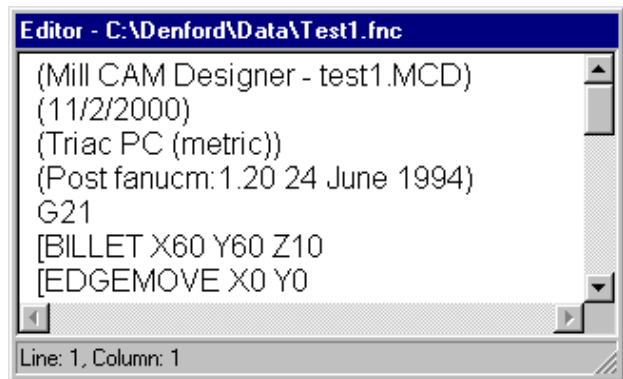 Editor - C:\Denford\Data\Test1.fnc
(Mill CAM Designer - test1.MCD)
(11/2/2000)
(Triac PC (metric))
(Post fanucm:1.20 24 June 1994)
G21
[BILLET X60 Y60 Z10
[EDGEMOVE X0 Y0
Line: 1, Column: 1